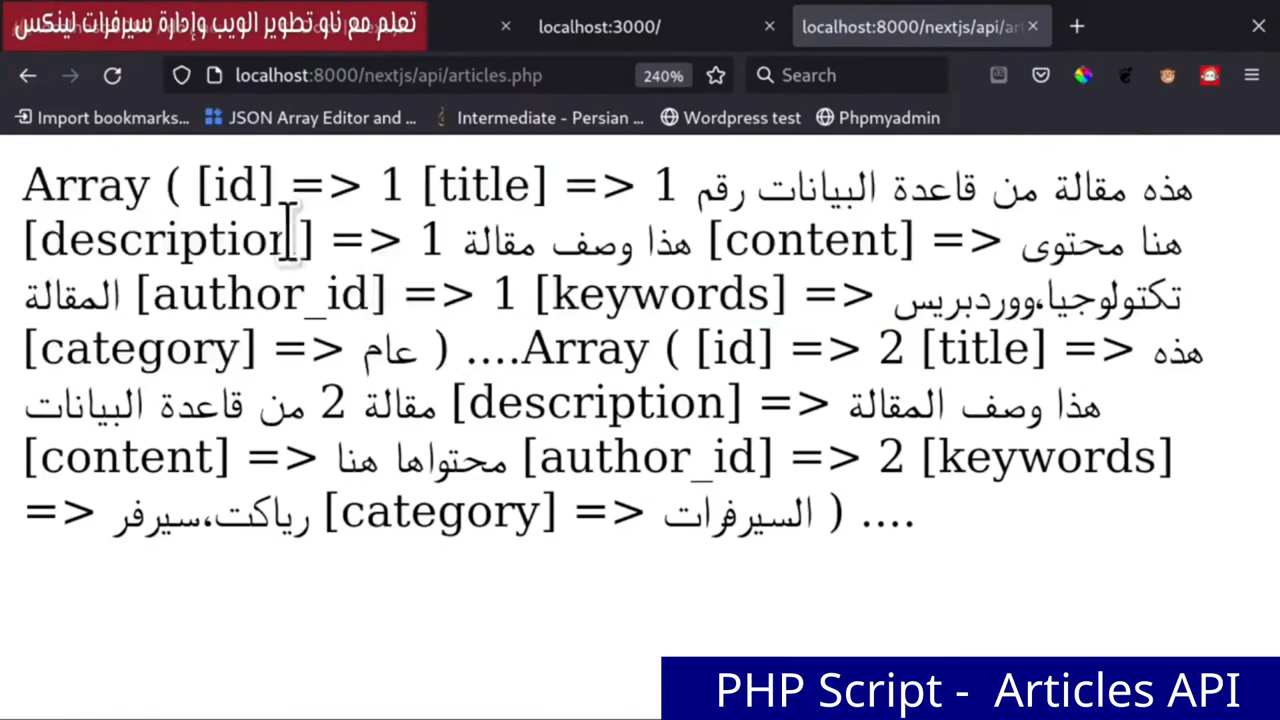 تعلم مع ناو تطوير الويب وإدارة سيرفرات لينكس
localhost:3000/
localhost:8000/nextjs/api/ar
localhost:8000/nextjs/api/articles.php
240%
Search
Import bookmarks...
JSON Array Editor and ...
Intermediate - Persian ...
Wordpress test
Phpmyadmin
Array ( [id] => 1 [title] => هذه مقالة من قاعدة البيانات رقم 1
[description] => هذا وصف مقالة 1 [content] => هنا محتوى
المقالة [author_id] => 1 [keywords] => تكتولوجيا،ووردبريس
[category] => عام ) ....Array ( [id] => 2 [title] => هذه
مقالة 2 من قاعدة البيانات [description] => هذا وصف المقالة
[content] => محتواها هنا [author_id] => 2 [keywords]
=> رياكت،سيرفر [category] => السيرفرات ) ....
PHP Script - Articles API